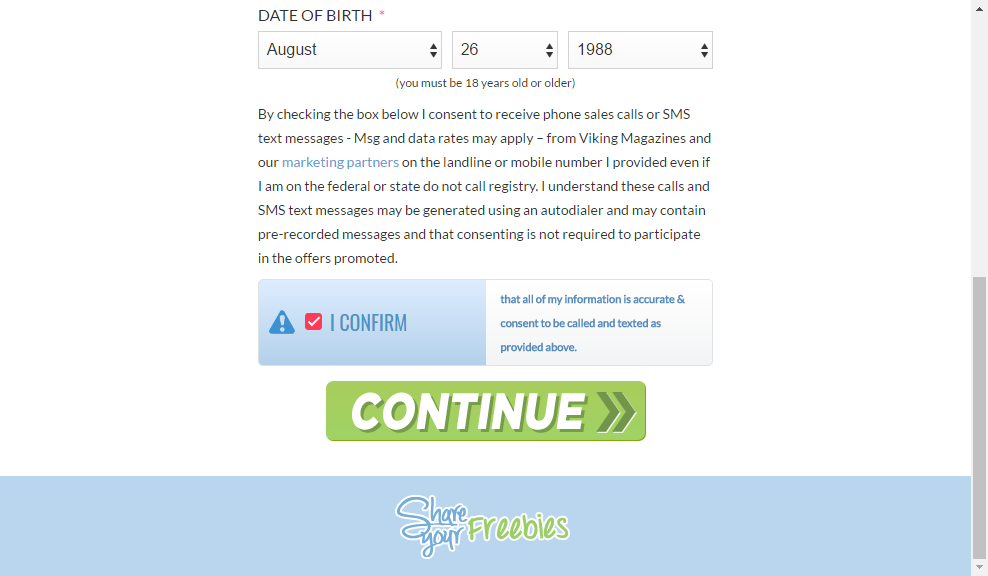 DATE OF BIRTH *
August 26 1988
(you must be 18 years old or older)
By checking the box below I consent to receive phone sales calls or SMS
text messages - Msg and data rates may apply – from Viking Magazines and
our marketing partners on the landline or mobile number I provided even if
I am on the federal or state do not call registry. I understand these calls and
SMS text messages may be generated using an autodialer and may contain
pre-recorded messages and that consenting is not required to participate
in the offers promoted.
I CONFIRM
that all of my information is accurate &
consent to be called and texted as
provided above.
CONTINUE
Share
your Freebies